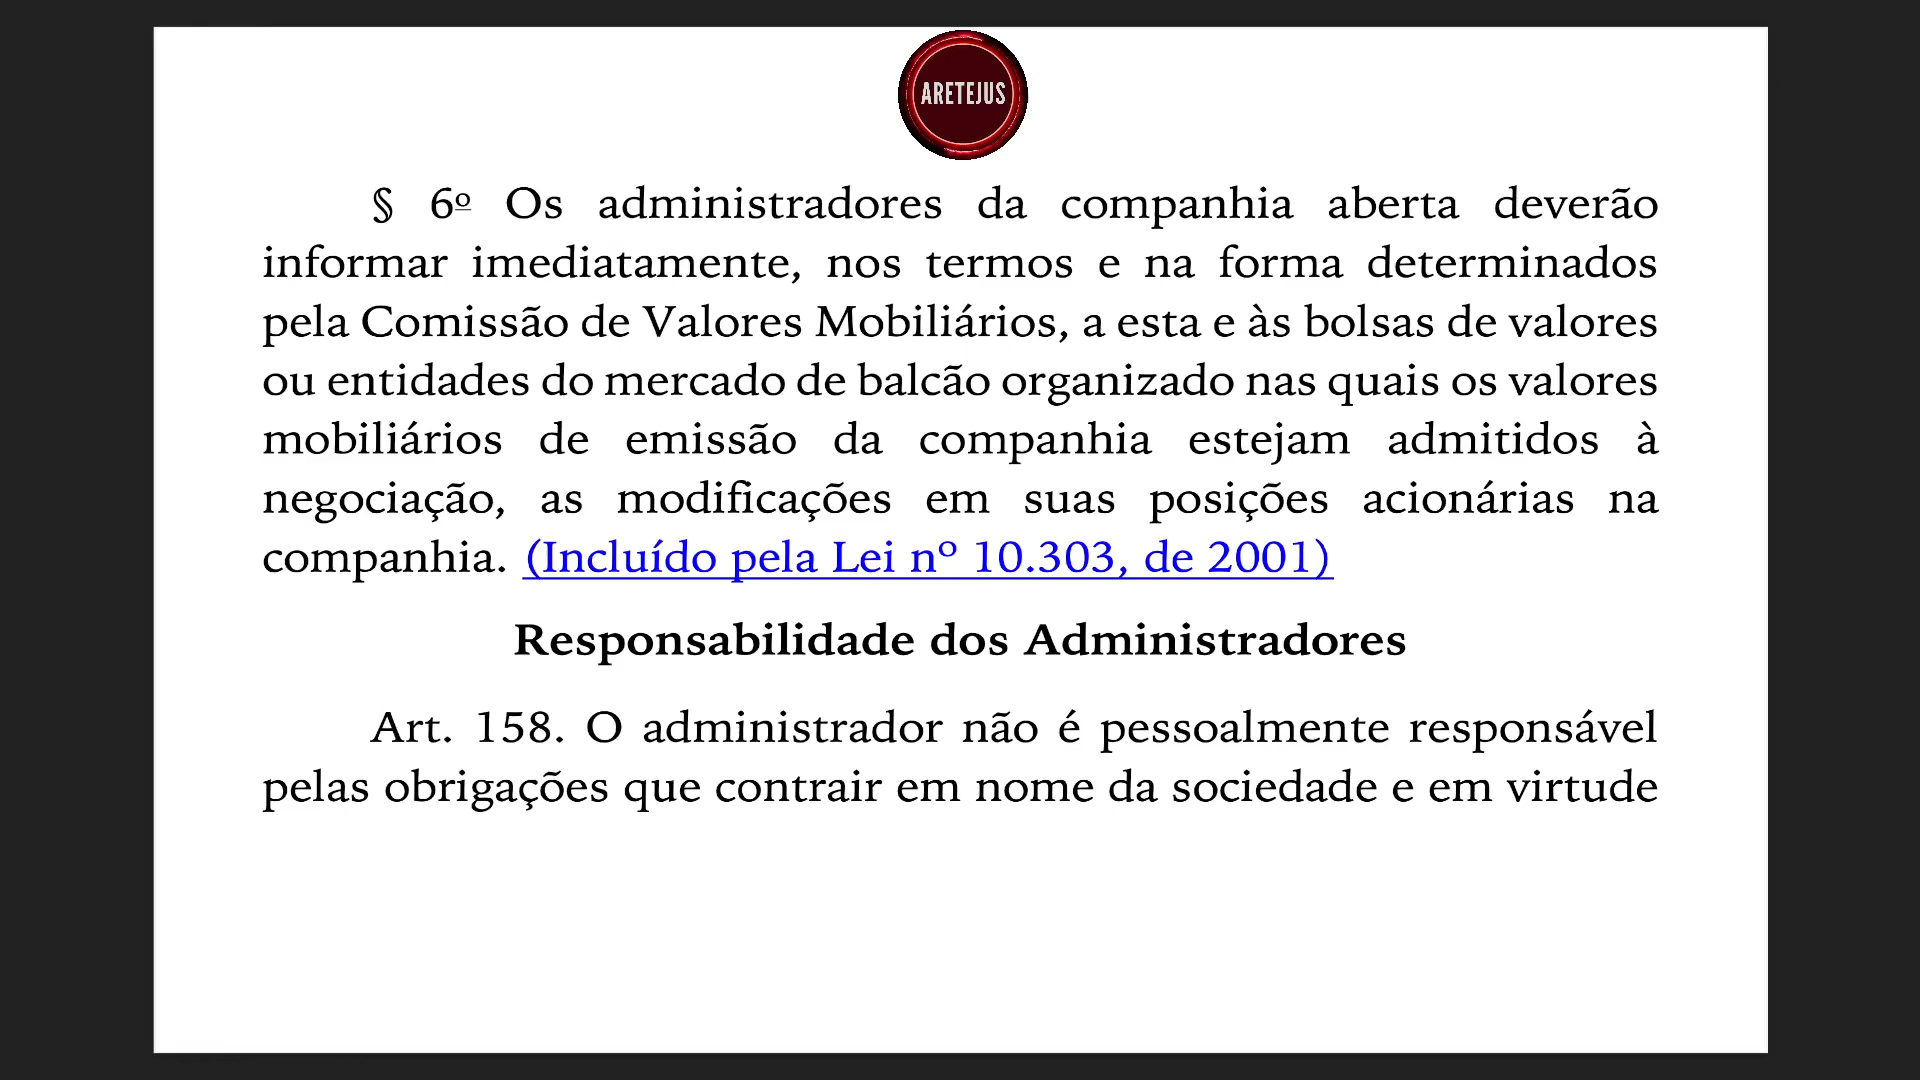 ARETEJUS
§ 6º Os administradores da companhia aberta deverão
informar imediatamente, nos termos e na forma determinados
pela Comissão de Valores Mobiliários, a esta e às bolsas de valores
ou entidades do mercado de balcão organizado nas quais os valores
mobiliários de emissão da companhia estejam admitidos à
negociação, as modificações em suas posições acionárias na
companhia. (Incluído pela Lei nº 10.303, de 2001)
Responsabilidade dos Administradores
Art. 158. O administrador não é pessoalmente responsável
pelas obrigações que contrair em nome da sociedade e em virtude